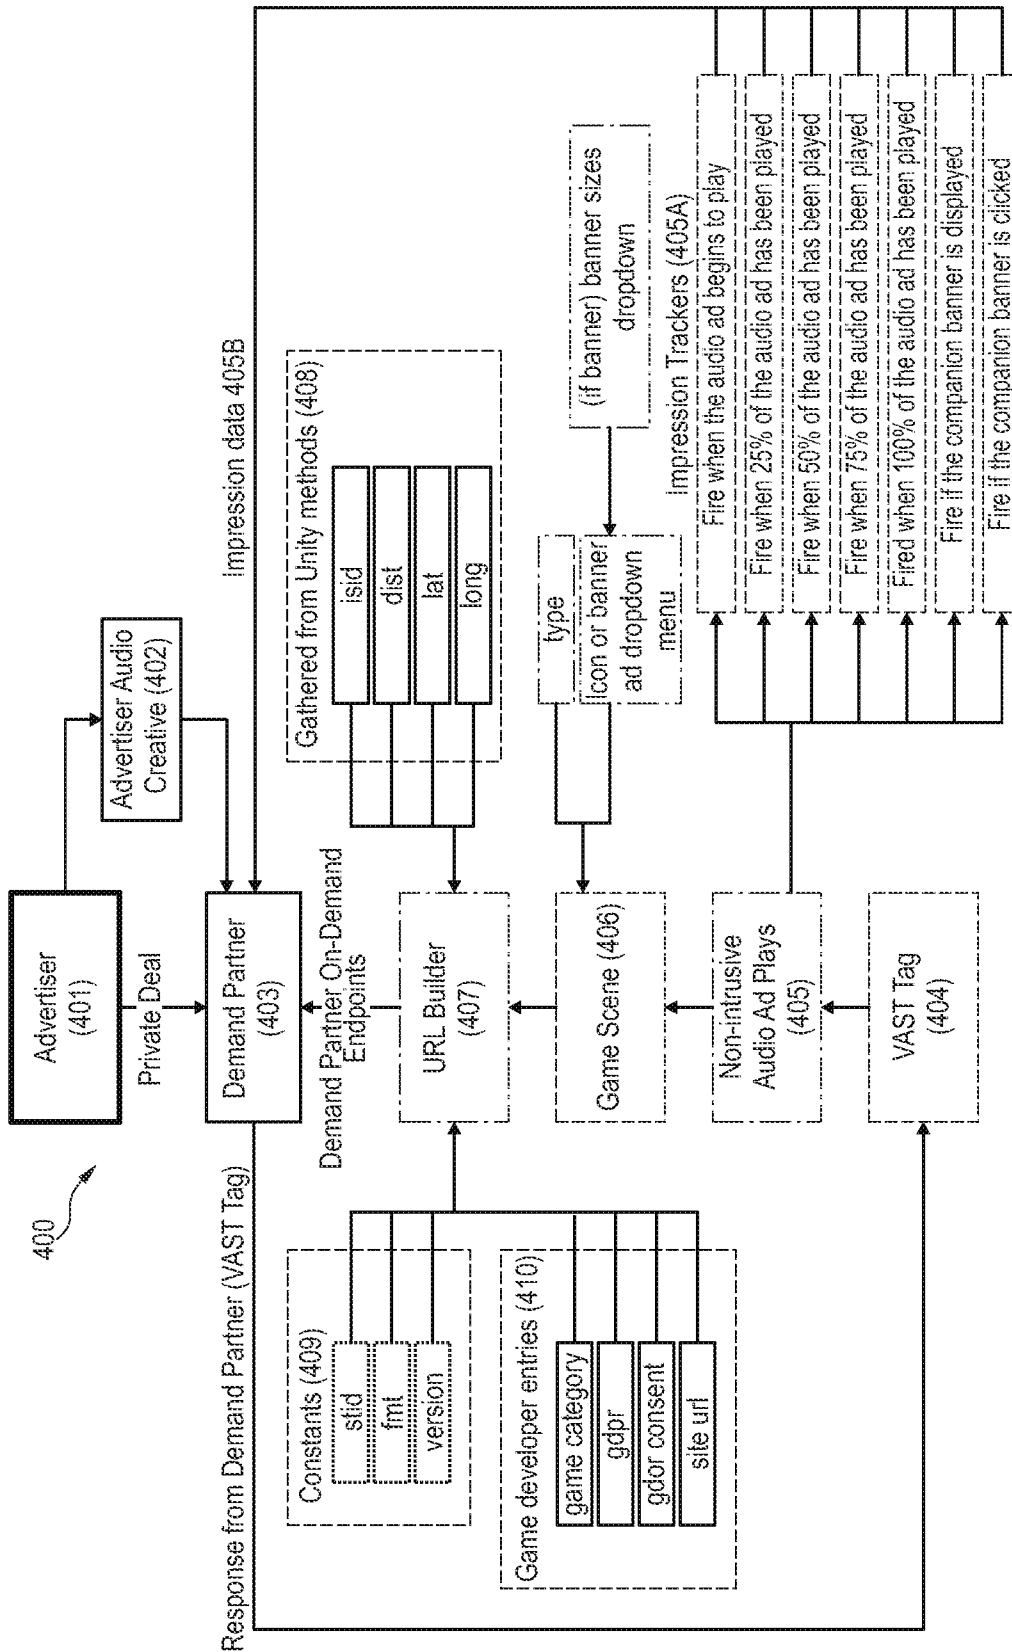 400
Advertiser
(401)
Private Deal
Advertiser Audio
Creative (402)
Response from Demand Partner (VAST Tag)
Demand Partner
(403)
Impression data 405B
Demand Partner On-Demand
Endpoints
Constants (409)
stid
fmt
version
URL Builder
(407)
Gathered from Unity methods (408)
isid
dist
lat
long
Game developer entries (410)
game category
gdpr
gdor consent
site url
Game Scene (406)
type
Icon or banner
ad dropdown
menu
(if banner) banner sizes
dropdown
Non-intrusive
Audio Ad Plays
(405)
Impression Trackers (405A)
Fire when the audio ad begins to play
Fire when 25% of the audio ad has been played
Fire when 50% of the audio ad has been played
Fire when 75% of the audio ad has been played
Fired when 100% of the audio ad has been played
Fire if the companion banner is displayed
Fire if the companion banner is clicked
VAST Tag
(404)